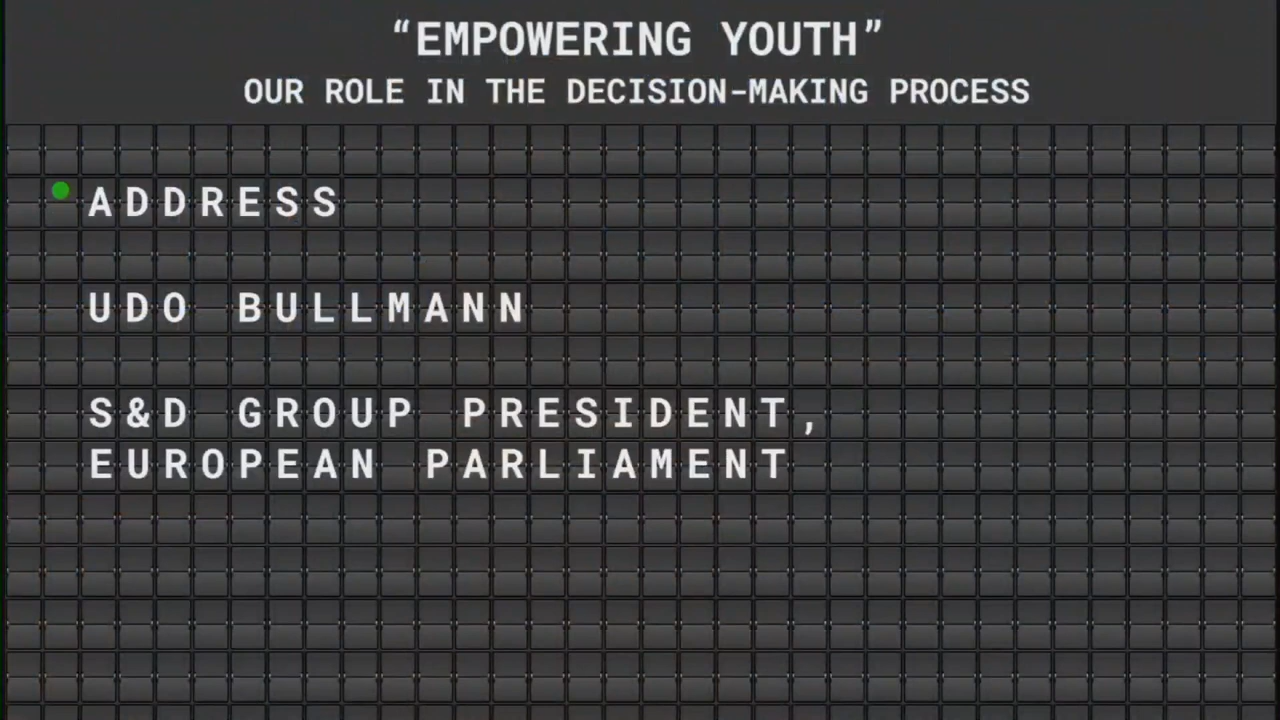 “EMPOWERING YOUTH”
OUR ROLE IN THE DECISION-MAKING PROCESS
ADDRESS
UDO BULLMANN
S&D GROUP PRESIDENT,
EUROPEAN PARLIAMENT